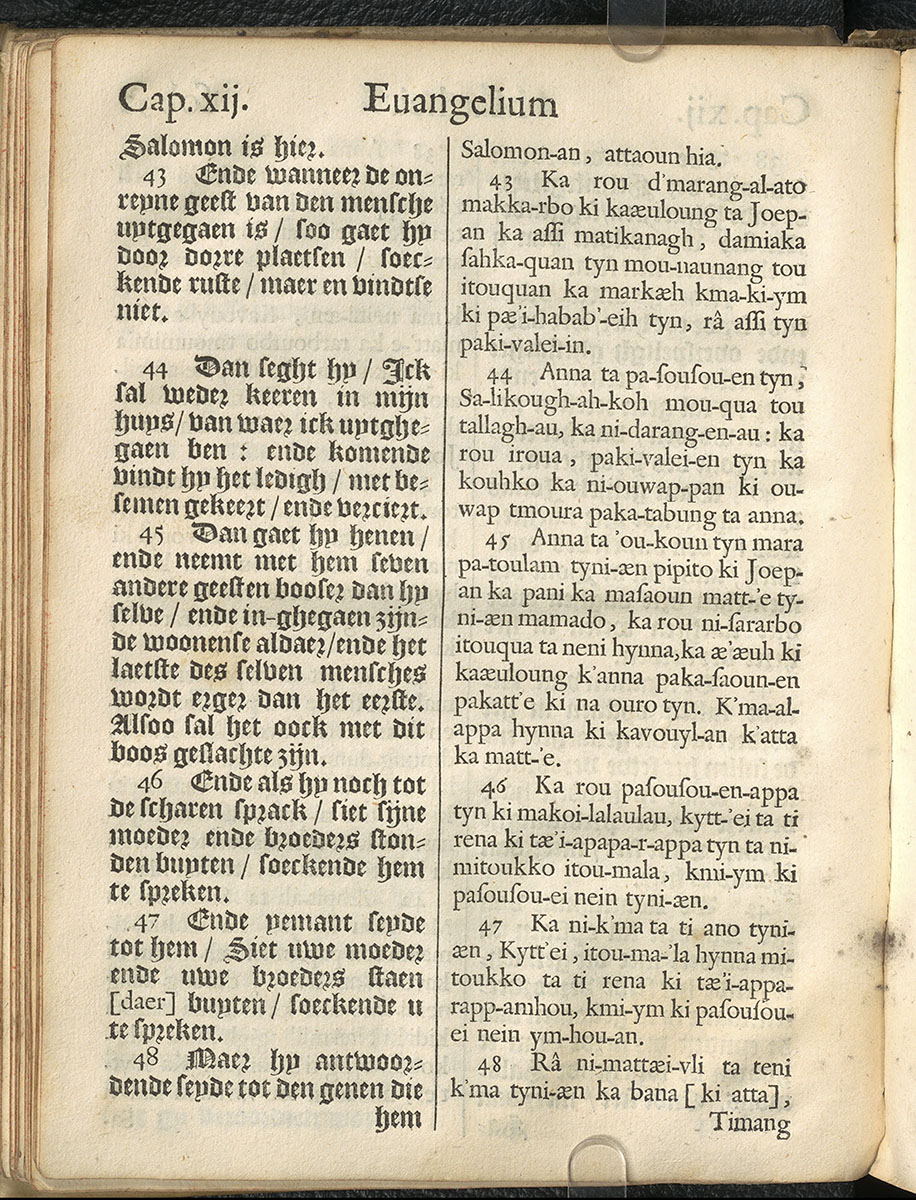 Cap. xij.
Euangelium
Salomon is hier.
43 Ende wanneer de on-
reyne geest van den mensche
uytgegaen is / soo gaet hy
door dorre plaetsen / soec-
kende ruste / maer en vindtse
niet.
44 Dan seght hy / Ick
sal weder keeren in mijn
huys / van waer ick uytghe-
gaen ben : ende komende
vindt hy het ledigh / met be-
semen gekeert / ende verciert.
45 Dan gaet hy henen /
ende neemt met hem seven
andere geesten booser dan hy
selve / ende in-ghegaen zijn-
de woonense aldaer / ende het
laetste des selven mensches
wordt erger dan het eerste.
Alsoo sal het oock met dit
boos geslachte zijn.
46 Ende als hy noch tot
de scharen sprack / siet sijne
moeder ende broeders ston-
den buyten / soeckende hem
te spreken.
47 Ende yemant seyde
tot hem / Siet uwe moeder
ende uwe broeders staen
[daer] buyten / soeckende u
te spreken.
48 Maer hy antwoor-
dende seyde tot den genen die
hem
Salomon-an, attaoun hia.
43 Ka rou d'marang-al-ato
makka-rbo ki kaæuloung ta Joep-
an ka aſſi matikanagh, damiaka
ſahka-quan tyn mou-naunang tou
itouquan ka markæh kma-ki-ym
ki pæ'i-habab'-eih tyn, râ aſſi tyn
paki-valei-in.
44 Anna ta pa-ſouſou-en tyn,
Sa-likough-ah-koh mou-qua tou
tallagh-au, ka ni-darang-en-au : ka
rou iroua, paki-valei-en tyn ka
kouhko ka ni-ouwap-pan ki ou-
wap tmoura paka-tabung ta anna.
45 Anna ta 'ou-koun tyn mara
pa-toulam tyni-æn pipito ki Joep-
an ka pani ka maſaoun matt-'e ty-
ni-æn mamado, ka rou ni-ſararbo
itouqua ta neni hynna, ka æ'æuh ki
kaæuloung k'anna paka-ſaoun-en
pakatt'e ki na ouro tyn. K'ma-al-
appa hynna ki kavouyl-an k'atta
ka matt-'e.
46 Ka rou paſouſou-en-appa
tyn ki makoi-lalaulau, kytt-'ei ta ti
rena ki tæ'i-apapa-r-appa tyn ta ni-
mitoukko itou-mala, kmi-ym ki
paſouſou-ei nein tyni-æn.
47 Ka ni-k'ma ta ti ano tyni-
æn, Kytt'ei, itou-ma-'la hynna mi-
toukko ta ti rena ki tæ'i-appa-
rapp-amhou, kmi-ym ki paſouſou-
ei nein ym-hou-an.
48 Râ ni-mattæi-vli ta teni
k'ma tyni-æn ka bana [ ki atta],
Timang